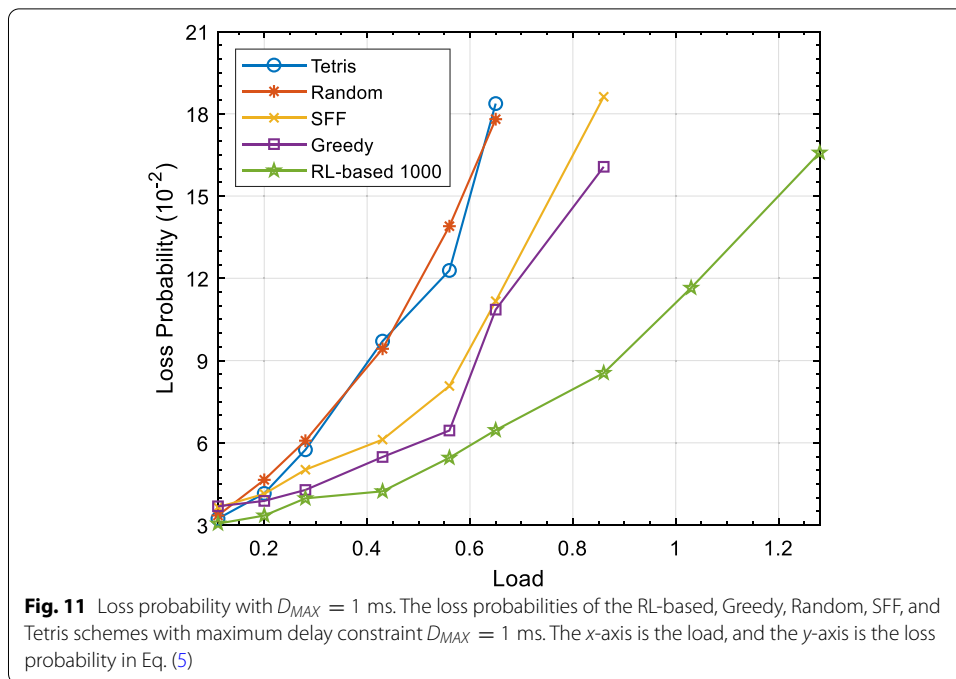 21
18
15
12
9
6
3
Loss Probability (10⁻²)
Tetris
Random
SFF
Greedy
RL-based 1000
0.2 0.4 0.6 0.8 1 1.2
Load
Fig. 11 Loss probability with D_MAX = 1 ms. The loss probabilities of the RL-based, Greedy, Random, SFF, and
Tetris schemes with maximum delay constraint D_MAX = 1 ms. The x-axis is the load, and the y-axis is the loss
probability in Eq. (5)